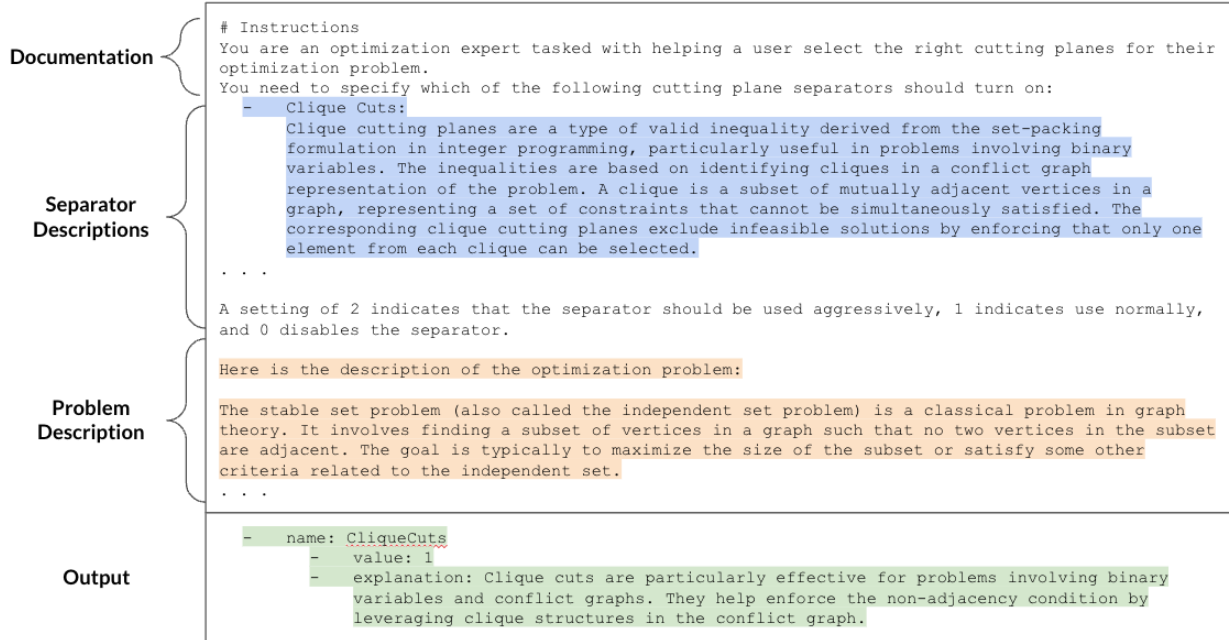 Documentation
# Instructions
You are an optimization expert tasked with helping a user select the right cutting planes for their
optimization problem.
You need to specify which of the following cutting plane separators should turn on:
Separator
Descriptions
- Clique Cuts:
Clique cutting planes are a type of valid inequality derived from the set-packing
formulation in integer programming, particularly useful in problems involving binary
variables. The inequalities are based on identifying cliques in a conflict graph
representation of the problem. A clique is a subset of mutually adjacent vertices in a
graph, representing a set of constraints that cannot be simultaneously satisfied. The
corresponding clique cutting planes exclude infeasible solutions by enforcing that only one
element from each clique can be selected.
. . .
A setting of 2 indicates that the separator should be used aggressively, 1 indicates use normally,
and 0 disables the separator.
Problem
Description
Here is the description of the optimization problem:
The stable set problem (also called the independent set problem) is a classical problem in graph
theory. It involves finding a subset of vertices in a graph such that no two vertices in the subset
are adjacent. The goal is typically to maximize the size of the subset or satisfy some other
criteria related to the independent set.
. . .
Output
- name: CliqueCuts
- value: 1
- explanation: Clique cuts are particularly effective for problems involving binary
variables and conflict graphs. They help enforce the non-adjacency condition by
leveraging clique structures in the conflict graph.